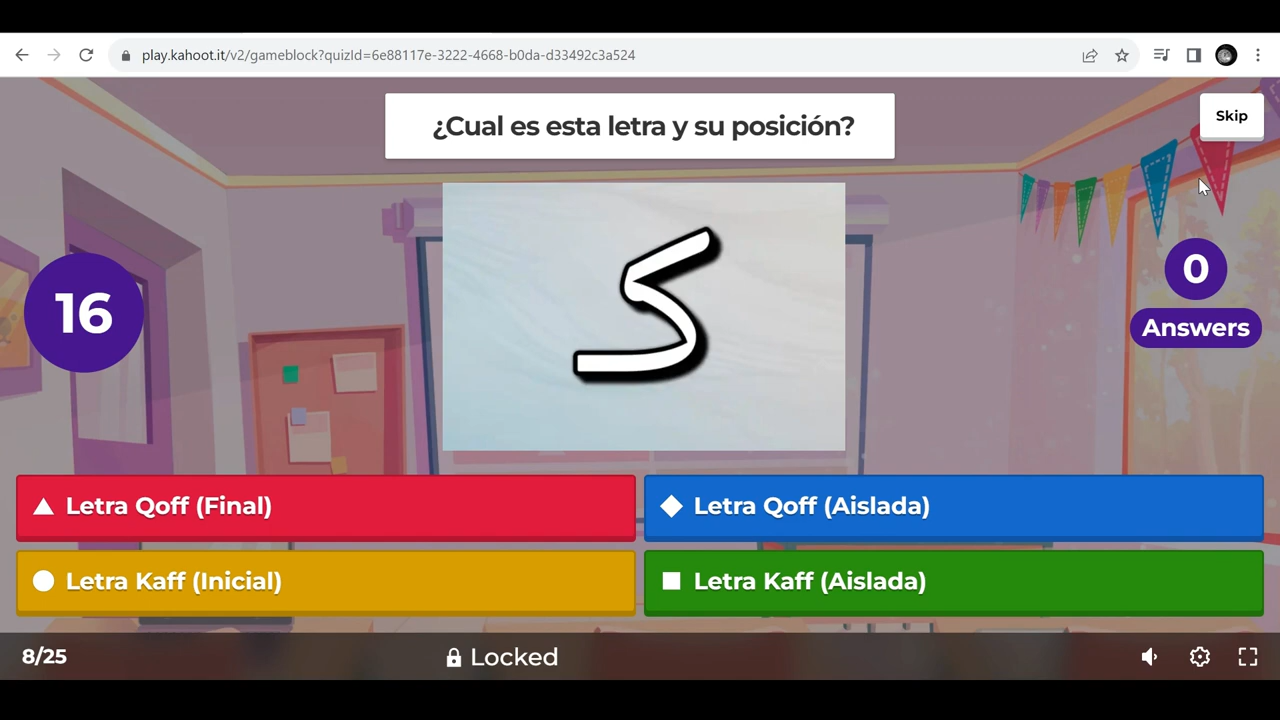 play.kahoot.it/v2/gameblock?quizId=6e88117e-3222-4668-b0da-d33492c3a524
¿Cual es esta letra y su posición?
Skip
16
كـ
0
Answers
Letra Qoff (Final)
Letra Qoff (Aislada)
Letra Kaff (Inicial)
Letra Kaff (Aislada)
8/25
Locked